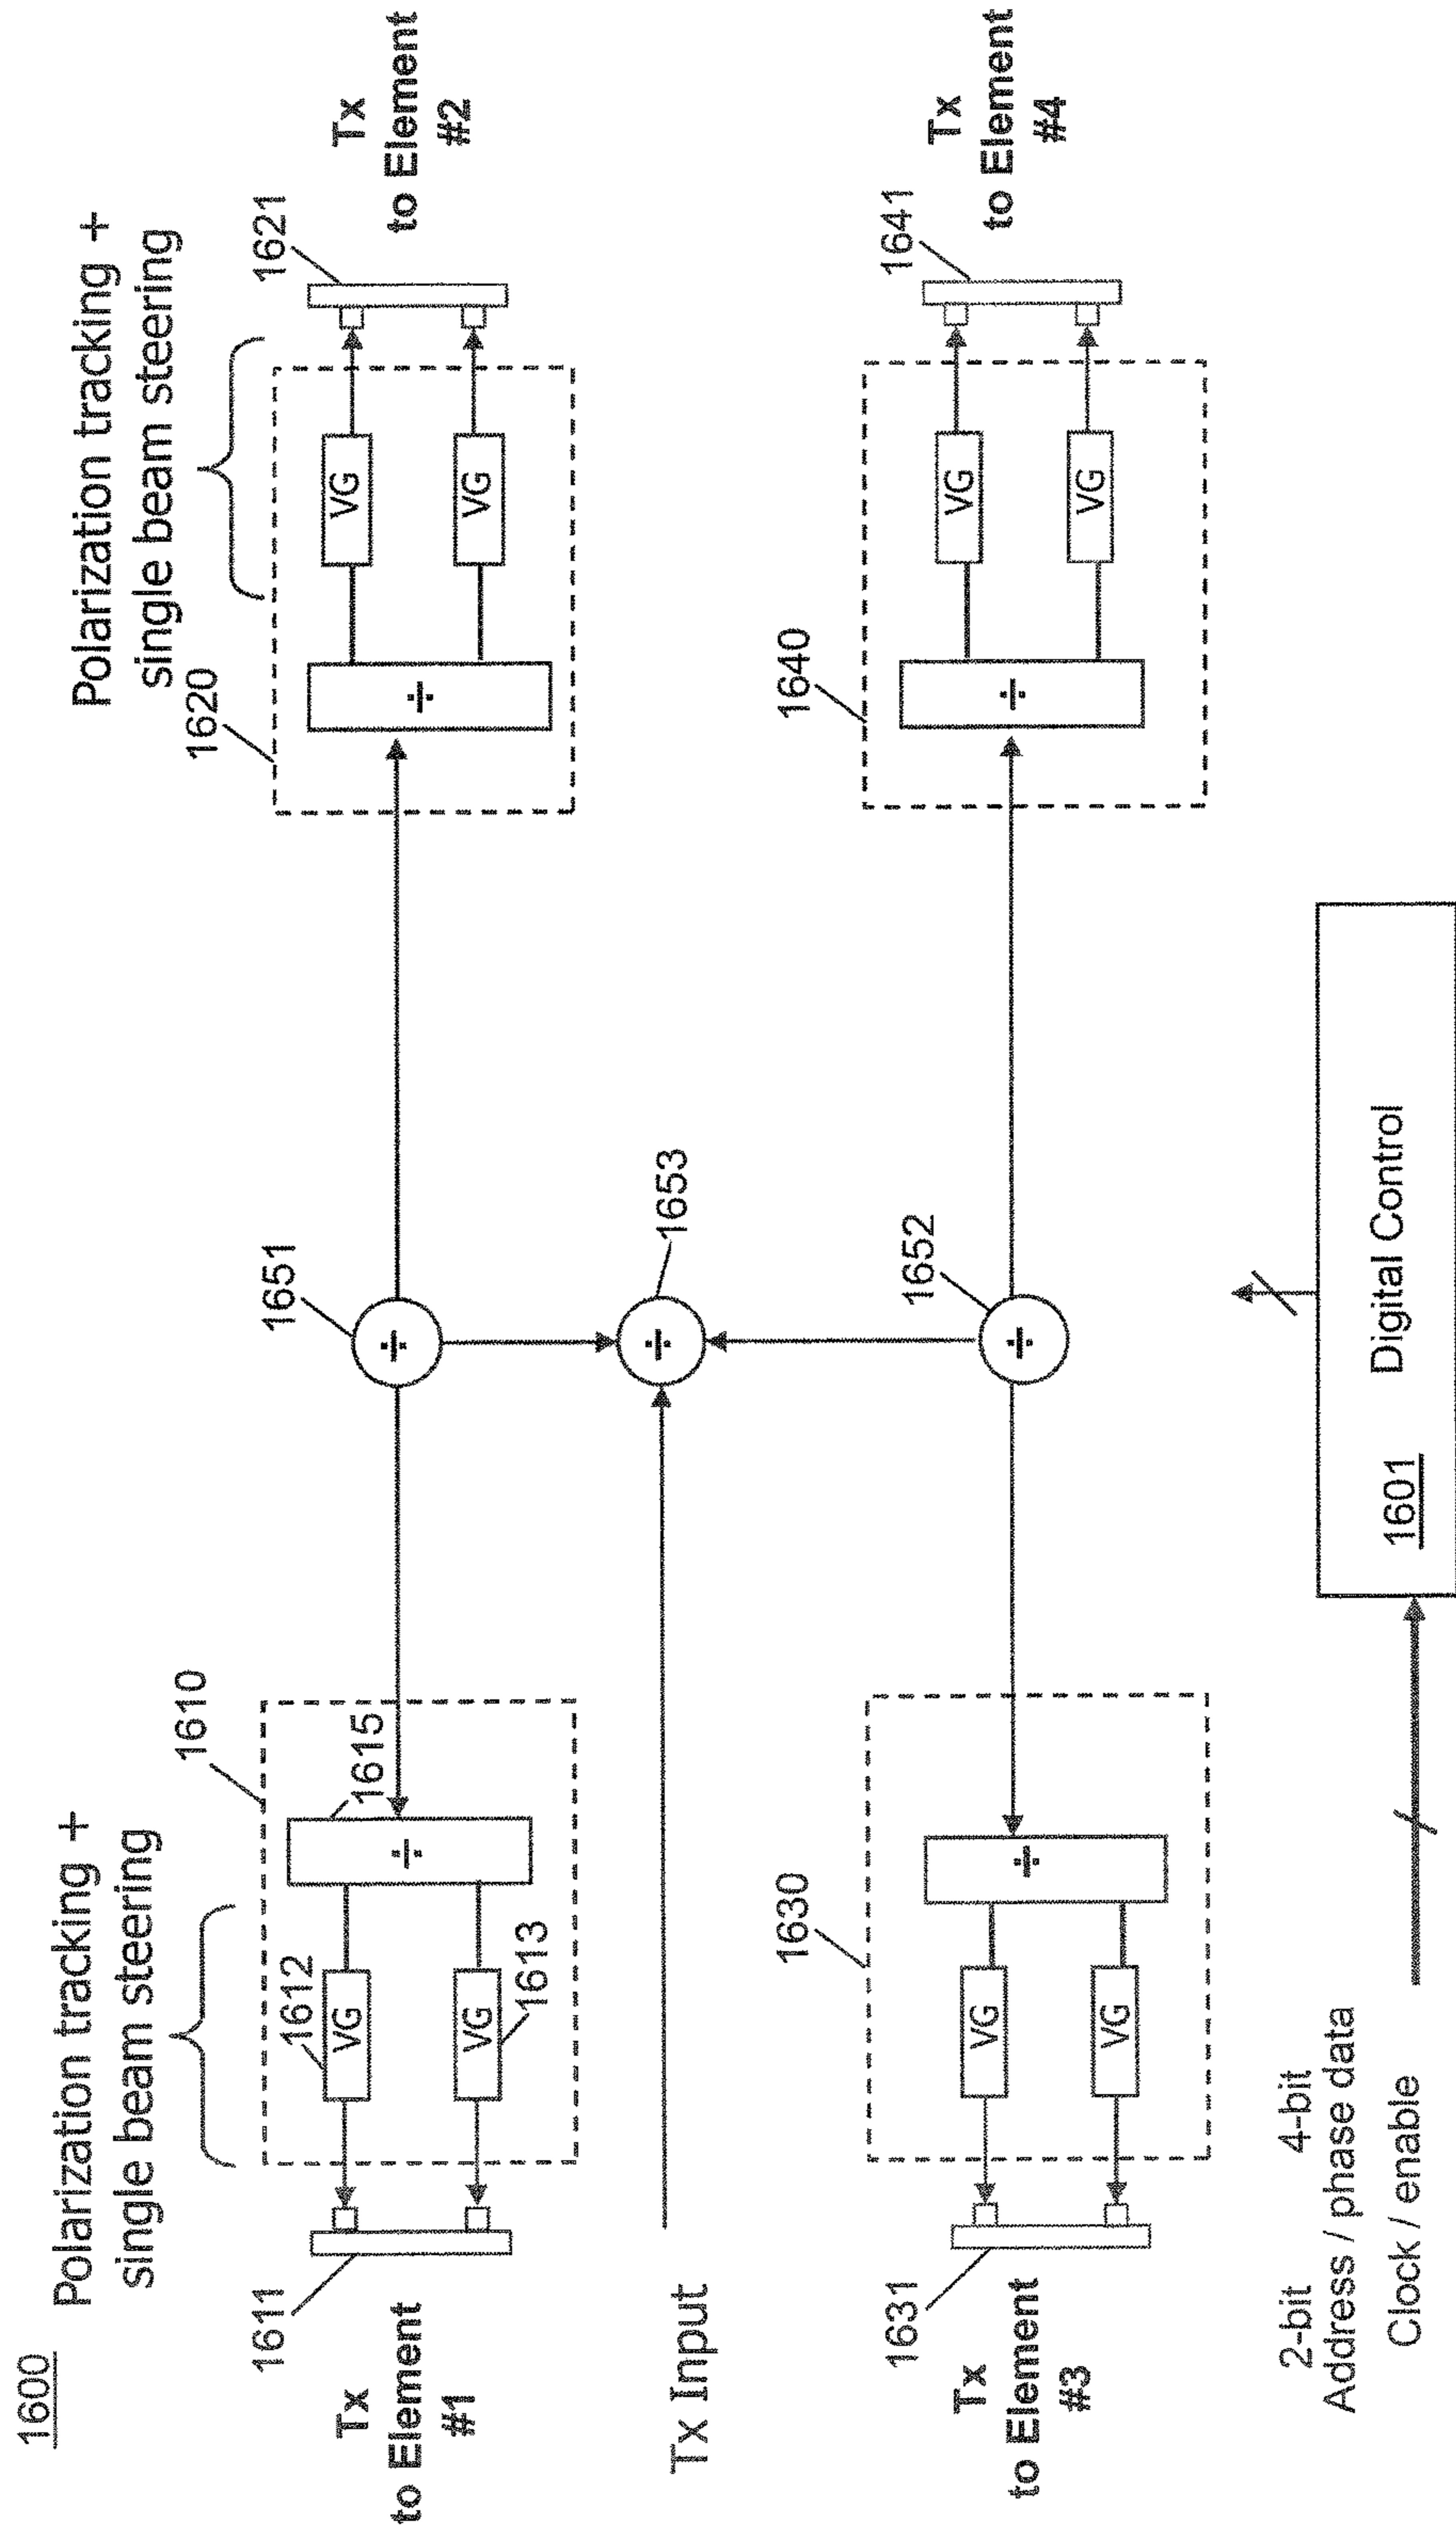 1600
Polarization tracking +
single beam steering
Polarization tracking +
single beam steering
1610
1620
1611
1612
VG
VG
1613
÷
1615
1651
÷
÷
VG
VG
1621
Tx
to Element
#1
Tx
to Element
#2
Tx Input
÷
1653
1630
1631
VG
VG
÷
1652
÷
1640
÷
VG
VG
1641
Tx
to Element
#3
Tx
to Element
#4
2-bit 4-bit
Address / phase data
Clock / enable
1601 Digital Control